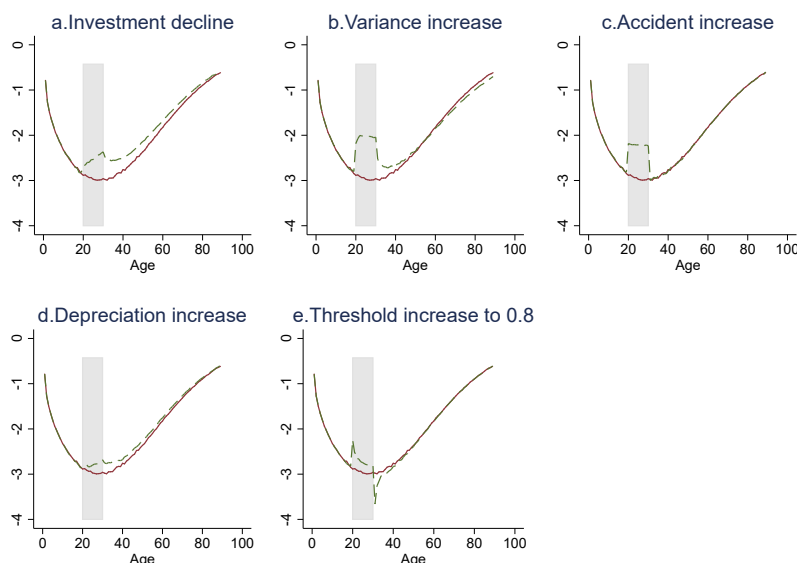 a.Investment decline
b.Variance increase
c.Accident increase
0
-1
-2
-3
-4
0 20 40 60 80 100
Age
0
-1
-2
-3
-4
0 20 40 60 80 100
Age
0
-1
-2
-3
-4
0 20 40 60 80 100
Age
d.Depreciation increase
e.Threshold increase to 0.8
0
-1
-2
-3
-4
0 20 40 60 80 100
Age
0
-1
-2
-3
-4
0 20 40 60 80 100
Age